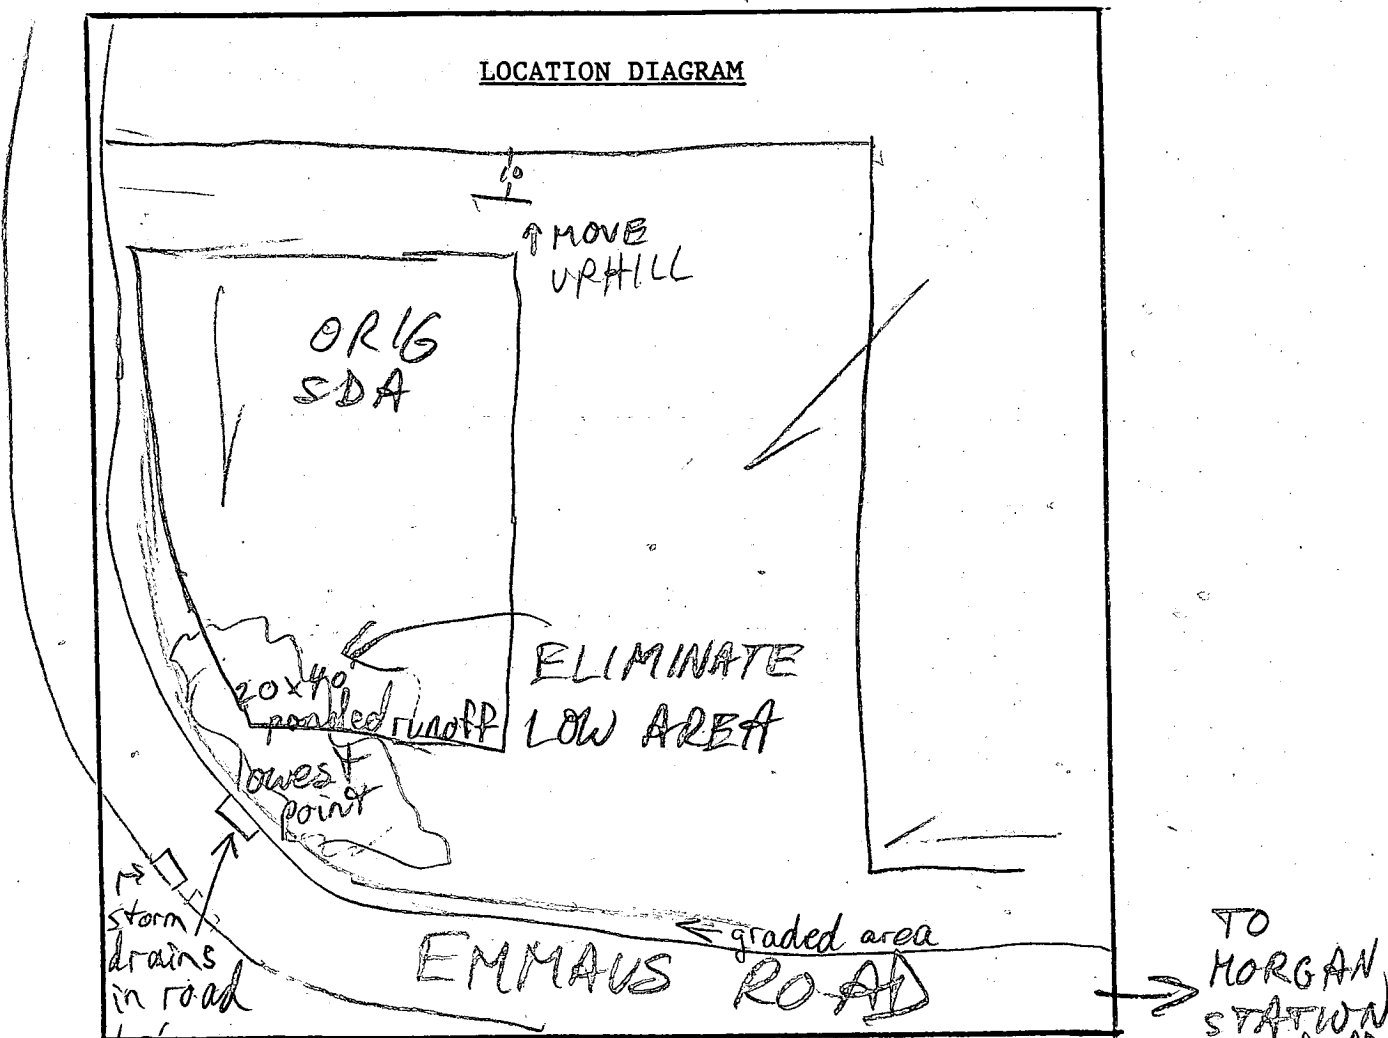 LOCATION DIAGRAM
10
↑ MOVE
UPHILL
ORIG
SDA
ELIMINATE
LOW AREA
20x40'
ponded runoff
lowest
point
storm
drains
in road
← graded area
EMMAUS ROAD
TO
MORGAN
STATION